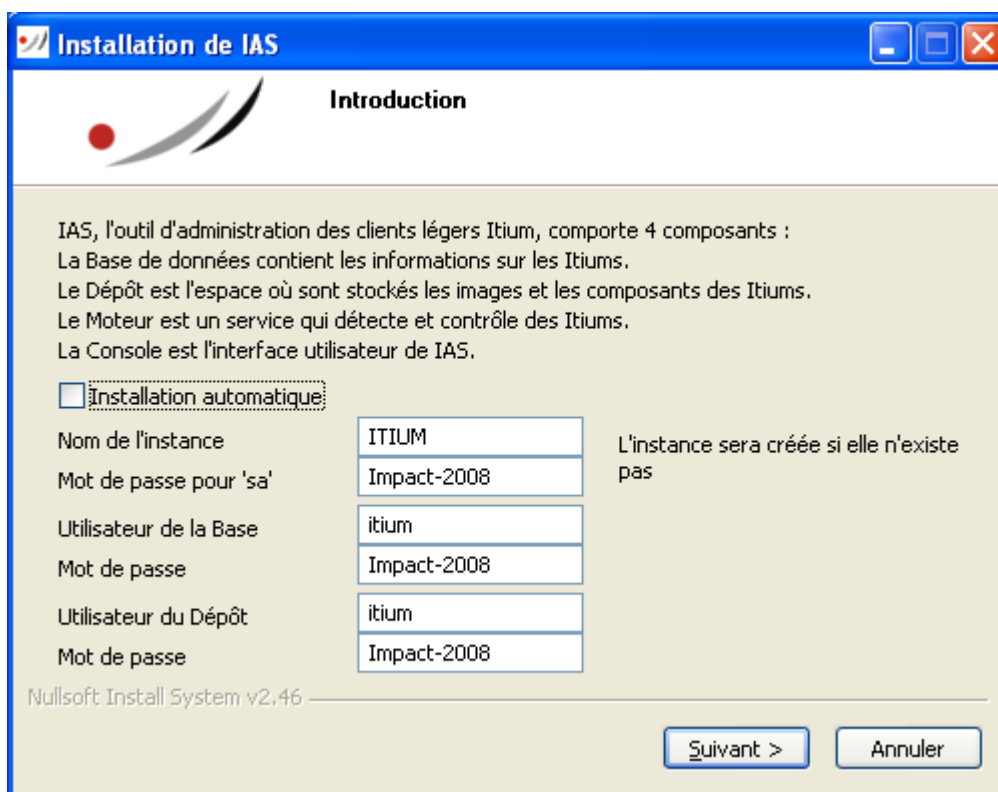 Installation de IAS
Introduction
IAS, l'outil d'administration des clients légers Itium, comporte 4 composants :
La Base de données contient les informations sur les Itiums.
Le Dépôt est l'espace où sont stockés les images et les composants des Itiums.
Le Moteur est un service qui détecte et contrôle des Itiums.
La Console est l'interface utilisateur de IAS.
Installation automatique
Nom de l'instance ITIUM
L'instance sera créée si elle n'existe
pas
Mot de passe pour 'sa' Impact-2008
Utilisateur de la Base itium
Mot de passe Impact-2008
Utilisateur du Dépôt itium
Mot de passe Impact-2008
Nullsoft Install System v2.46
Suivant > Annuler